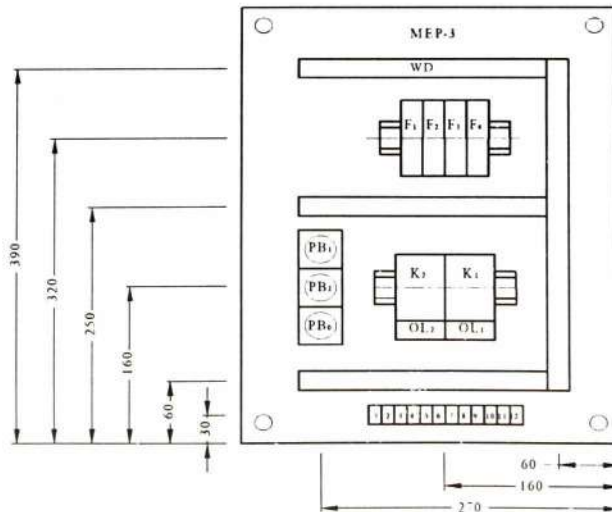 MEP-3
WD
F₁ F₂ F₃ F₄
PB₁
PB₂
PB₀
K₂ K₁
OL₂ OL₁
1 2 3 4 5 6 7 8 9 10 11 12
390
320
250
160
60
30
60
160
270